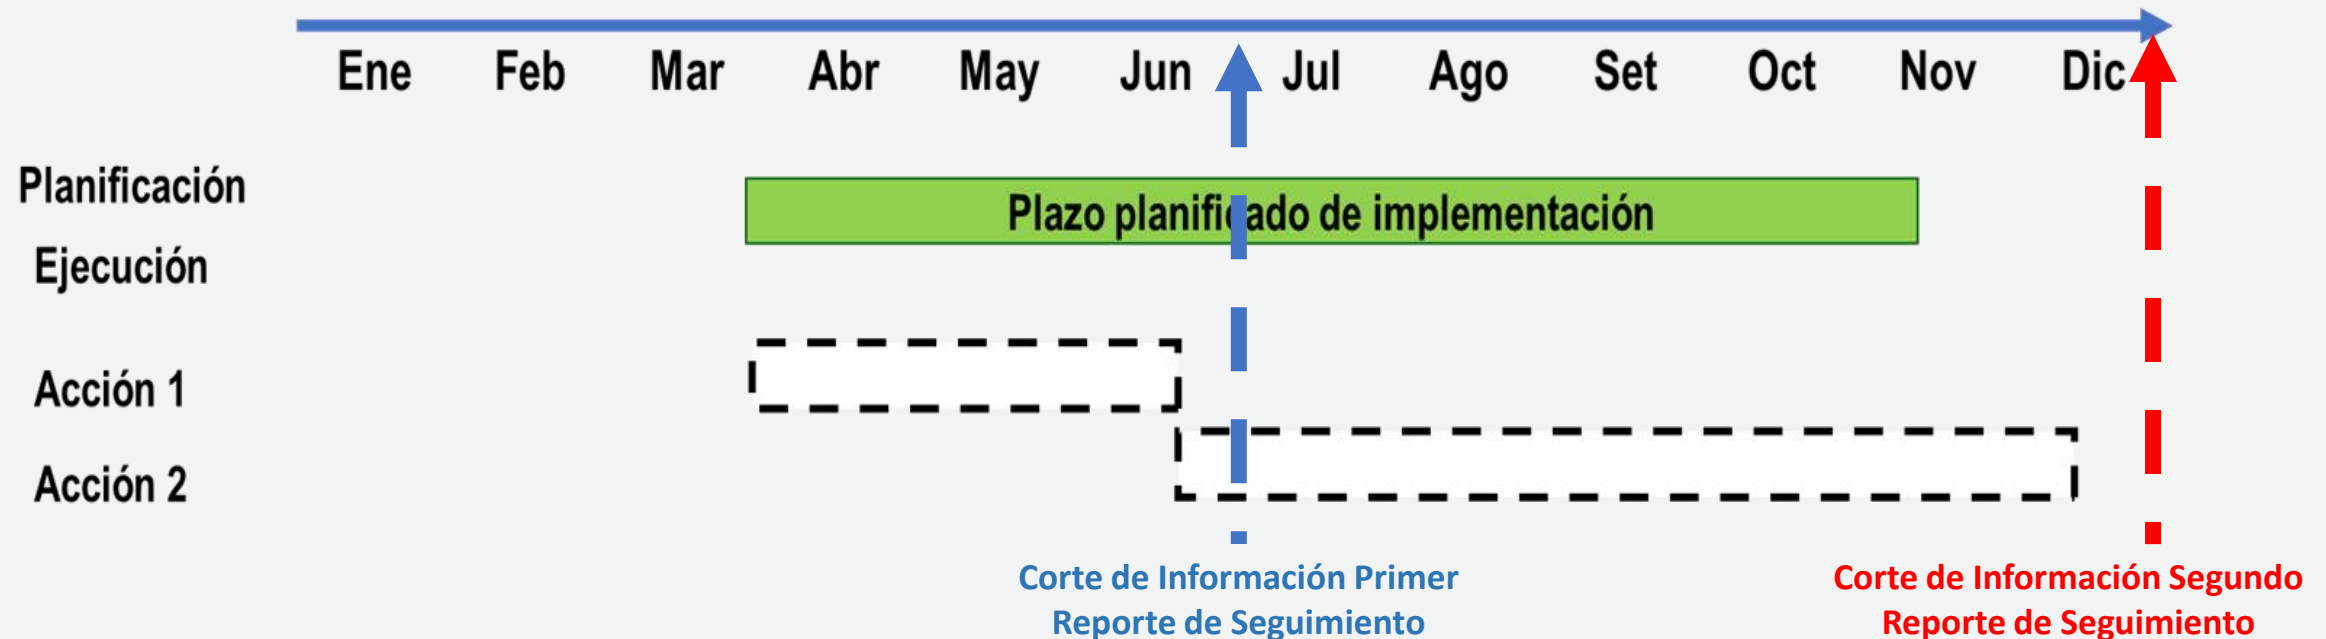 Ene Feb Mar Abr May Jun Jul Ago Set Oct Nov Dic
Planificación
Plazo planificado de implementación
Ejecución
Acción 1
Acción 2
Corte de Información Primer
Reporte de Seguimiento
Corte de Información Segundo
Reporte de Seguimiento